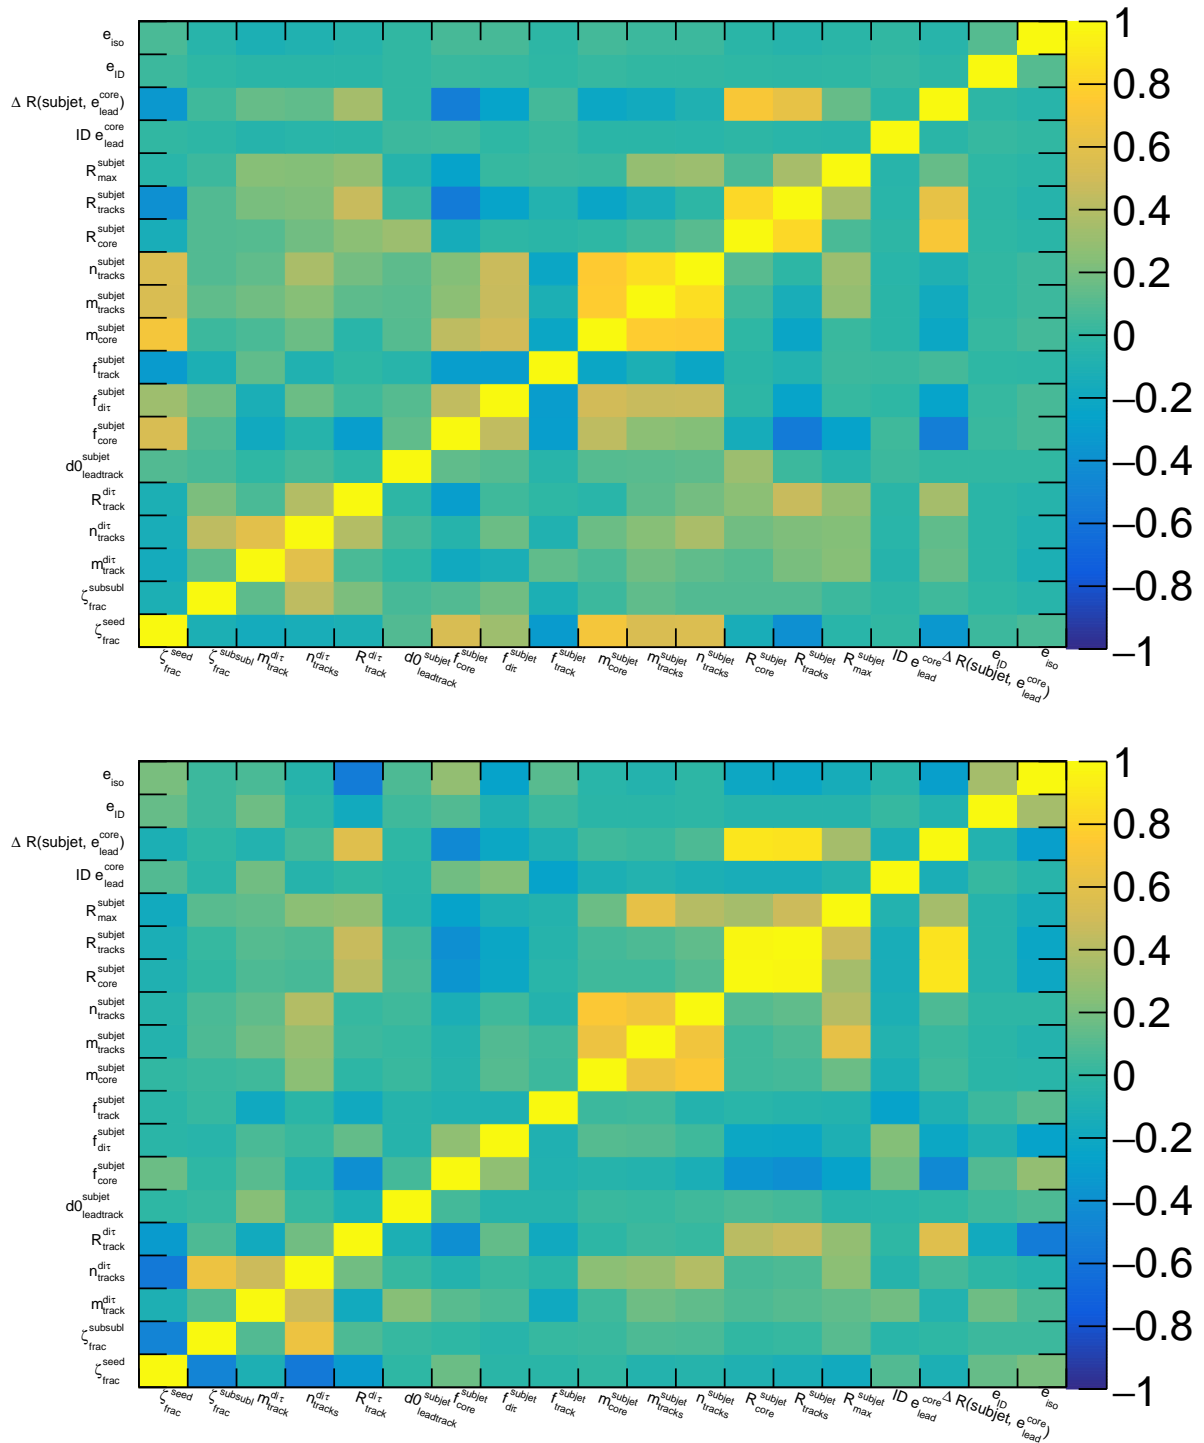 e_iso
e_ID
Δ R(subjet, e^core_lead)
ID e^core_lead
R^subjet_max
R^subjet_tracks
R^subjet_core
n^subjet_tracks
m^subjet_tracks
m^subjet_core
f^subjet_track
f^subjet_diτ
f^subjet_core
d0^subjet_leadtrack
R^diτ_track
n^diτ_tracks
m^diτ_track
ζ^subsubl_frac
ζ^seed_frac
ζ^seed_frac ζ^subsubl_frac m^diτ_track n^diτ_tracks R^diτ_track d0^subjet_leadtrack f^subjet_core f^subjet_diτ f^subjet_track m^subjet_core m^subjet_tracks n^subjet_tracks R^subjet_core R^subjet_tracks R^subjet_max ID e^core_lead Δ R(subjet, e^core_lead) e_ID e_iso
1
0.8
0.6
0.4
0.2
0
−0.2
−0.4
−0.6
−0.8
−1
e_iso
e_ID
Δ R(subjet, e^core_lead)
ID e^core_lead
R^subjet_max
R^subjet_tracks
R^subjet_core
n^subjet_tracks
m^subjet_tracks
m^subjet_core
f^subjet_track
f^subjet_diτ
f^subjet_core
d0^subjet_leadtrack
R^diτ_track
n^diτ_tracks
m^diτ_track
ζ^subsubl_frac
ζ^seed_frac
ζ^seed_frac ζ^subsubl_frac m^diτ_track n^diτ_tracks R^diτ_track d0^subjet_leadtrack f^subjet_core f^subjet_diτ f^subjet_track m^subjet_core m^subjet_tracks n^subjet_tracks R^subjet_core R^subjet_tracks R^subjet_max ID e^core_lead Δ R(subjet, e^core_lead) e_ID e_iso
1
0.8
0.6
0.4
0.2
0
−0.2
−0.4
−0.6
−0.8
−1